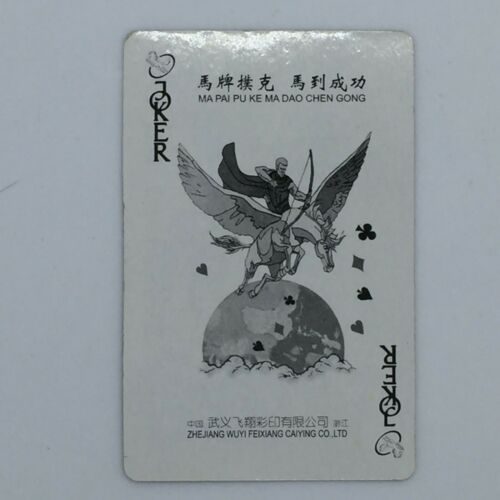 JOKER
馬牌撲克 馬到成功
MA PAI PU KE MA DAO CHEN GONG
中国 武义飞翔彩印有限公司 浙江
ZHEJIANG WUYI FEIXIANG CAIYING CO.,LTD
JOKER